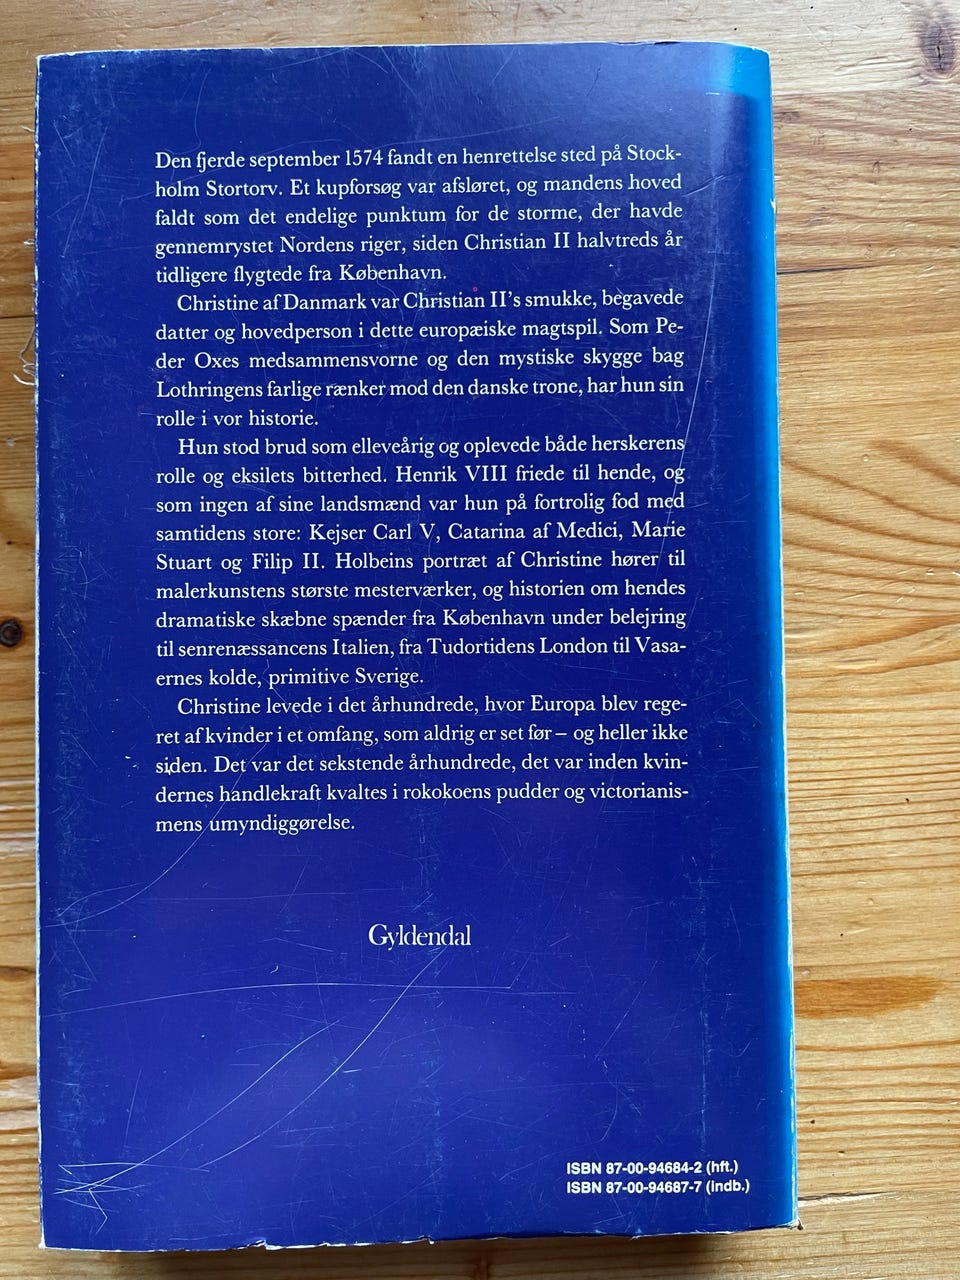 Den fjerde september 1574 fandt en henrettelse sted på Stock-
holm Stortorv. Et kupforsøg var afsløret, og mandens hoved
faldt som det endelige punktum for de storme, der havde
gennemrystet Nordens riger, siden Christian II halvtreds år
tidligere flygtede fra København.
Christine af Danmark var Christian II's smukke, begavede
datter og hovedperson i dette europæiske magtspil. Som Pe-
der Oxes medsammensvorne og den mystiske skygge bag
Lothringens farlige rænker mod den danske trone, har hun sin
rolle i vor historie.
Hun stod brud som elleveårig og oplevede både herskerens
rolle og eksilets bitterhed. Henrik VIII friede til hende, og
som ingen af sine landsmænd var hun på fortrolig fod med
samtidens store: Kejser Carl V, Catarina af Medici, Marie
Stuart og Filip II. Holbeins portræt af Christine hører til
malerkunstens største mesterværker, og historien om hendes
dramatiske skæbne spænder fra København under belejring
til senrenæssancens Italien, fra Tudortidens London til Vasa-
ernes kolde, primitive Sverige.
Christine levede i det århundrede, hvor Europa blev rege-
ret af kvinder i et omfang, som aldrig er set før – og heller ikke
siden. Det var det sekstende århundrede, det var inden kvin-
dernes handlekraft kvaltes i rokokoens pudder og victorianis-
mens umyndiggørelse.
Gyldendal
ISBN 87-00-94684-2 (hft.)
ISBN 87-00-94687-7 (indb.)